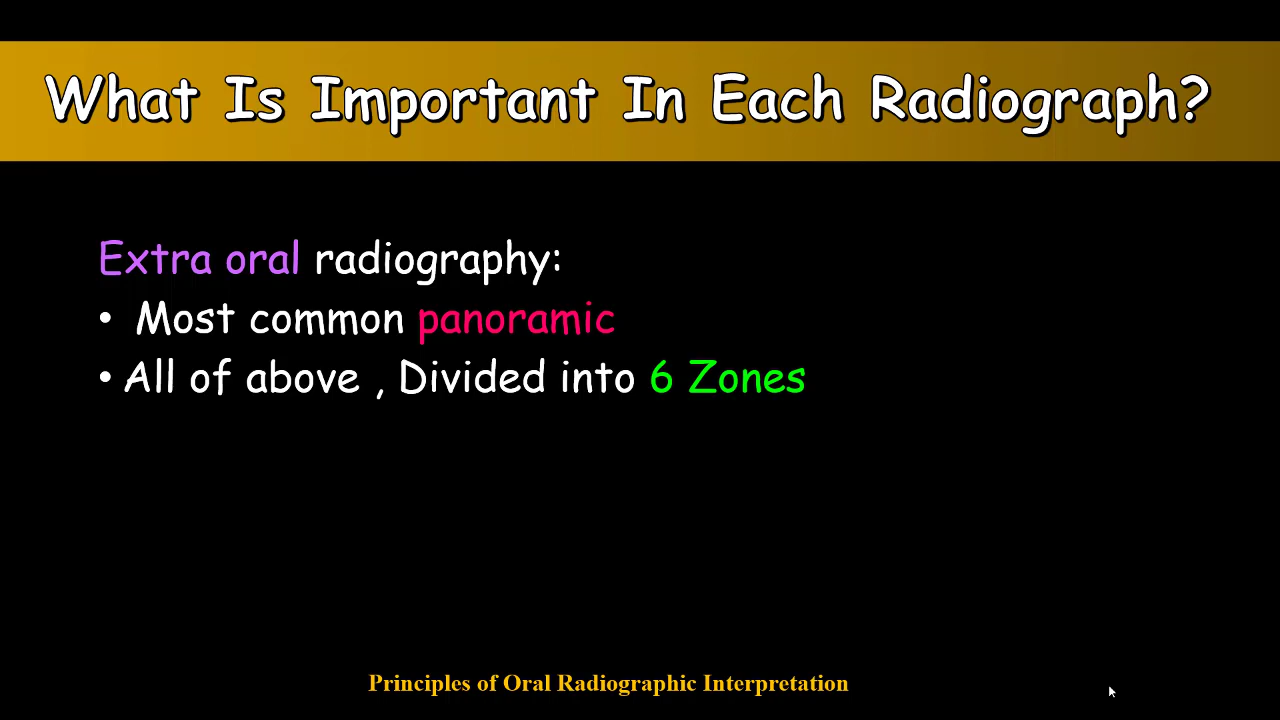 What Is Important In Each Radiograph?
Extra oral radiography:
• Most common panoramic
• All of above , Divided into 6 Zones
Principles of Oral Radiographic Interpretation